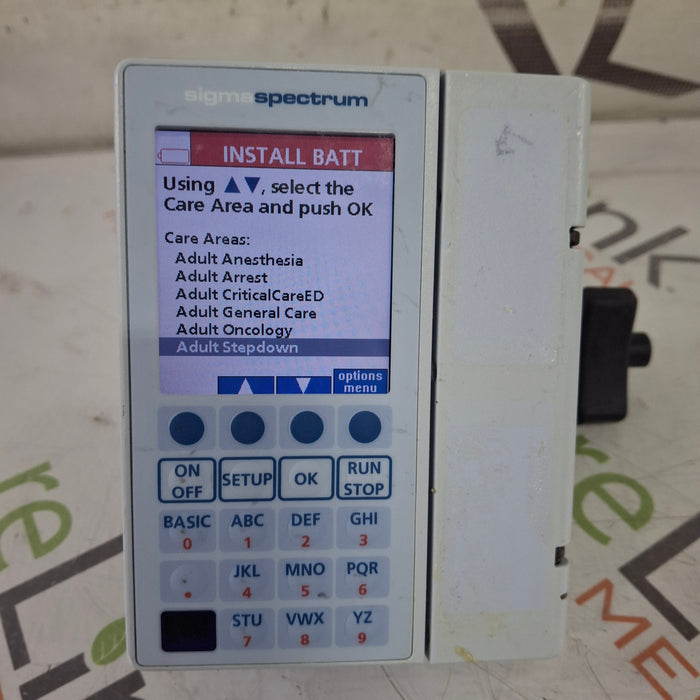 sigmaspectrum
INSTALL BATT
Using ▲▼, select the
Care Area and push OK
Care Areas:
Adult Anesthesia
Adult Arrest
Adult CriticalCareED
Adult General Care
Adult Oncology
Adult Stepdown
options
menu
ON
OFF
SETUP
OK
RUN
STOP
BASIC ABC DEF GHI
0 1 2 3
JKL MNO PQR
. 4 5 6
STU VWX YZ
7 8 9